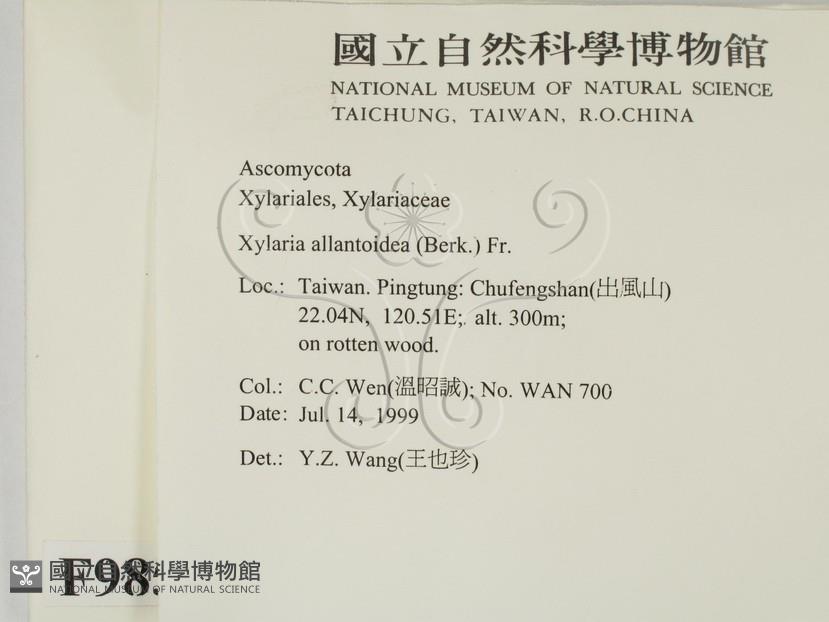 國立自然科學博物館
NATIONAL MUSEUM OF NATURAL SCIENCE
TAICHUNG, TAIWAN, R.O.CHINA
Ascomycota
Xylariales, Xylariaceae
Xylaria allantoidea (Berk.) Fr.
Loc.: Taiwan. Pingtung: Chufengshan(出風山)
22.04N, 120.51E;. alt. 300m;
on rotten wood.
Col.: C.C. Wen(溫昭誠); No. WAN 700
Date: Jul. 14, 1999
Det.: Y.Z. Wang(王也珍)
國立自然科學博物館
NATIONAL MUSEUM OF NATURAL SCIENCE